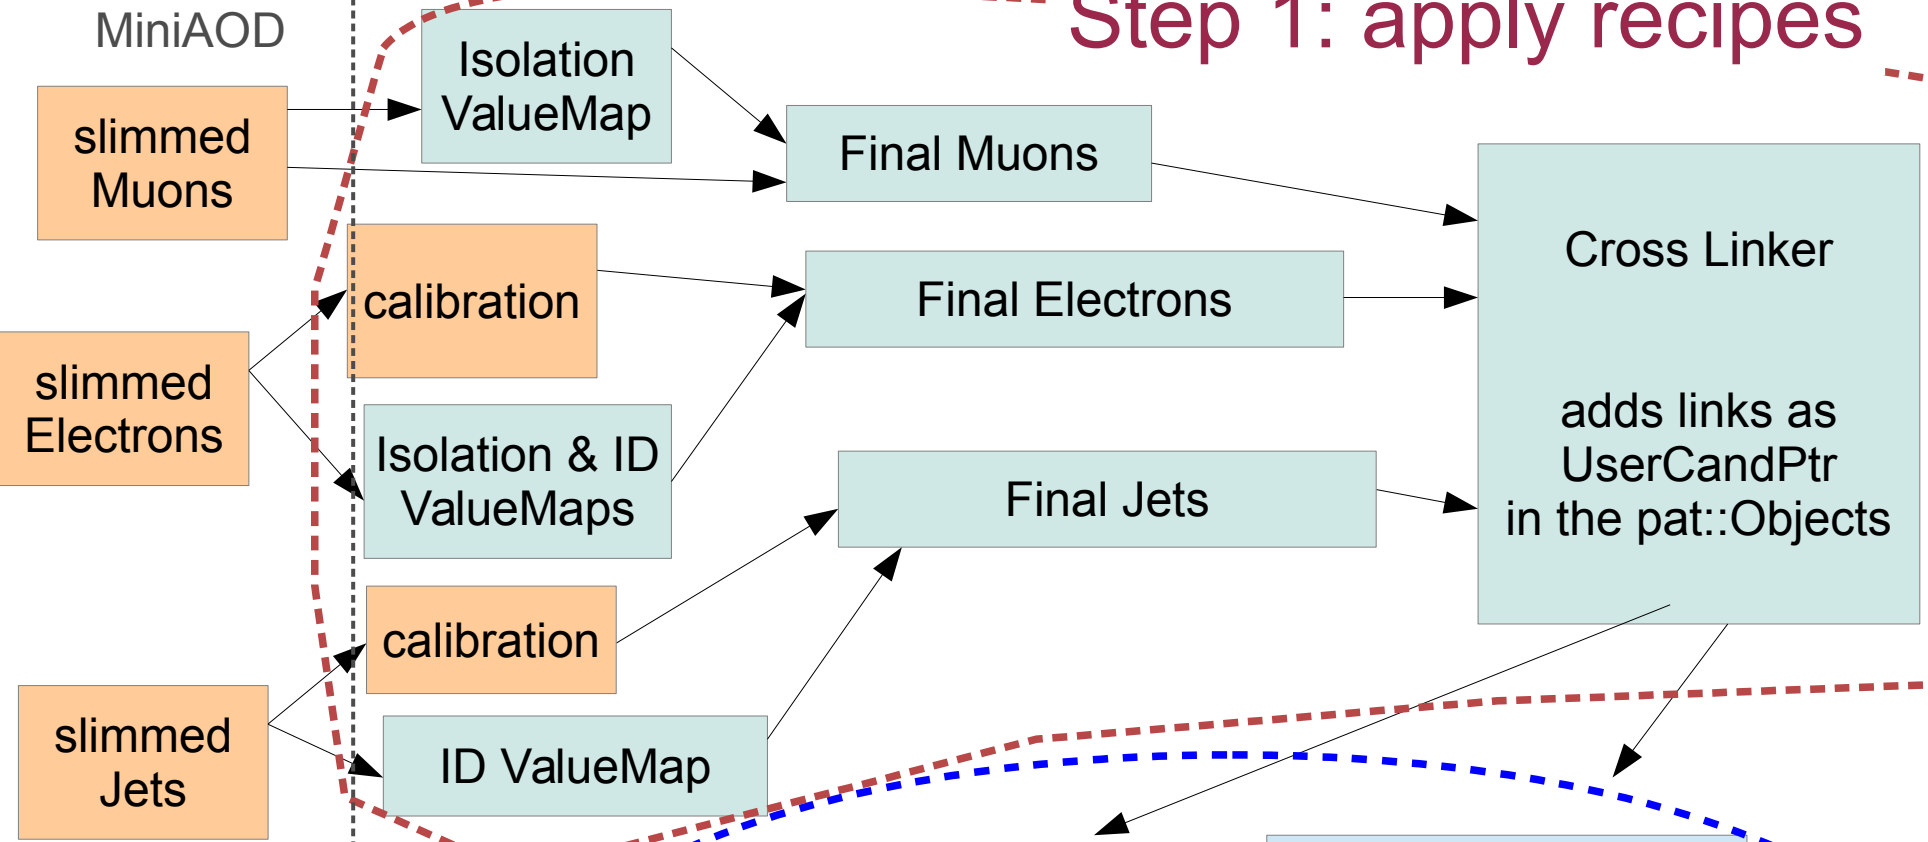 MiniAOD
Step 1: apply recipes
Isolation
ValueMap
slimmed
Muons
Final Muons
calibration
Final Electrons
slimmed
Electrons
Isolation & ID
ValueMaps
Cross Linker
adds links as
UserCandPtr
in the pat::Objects
Final Jets
calibration
slimmed
Jets
ID ValueMap